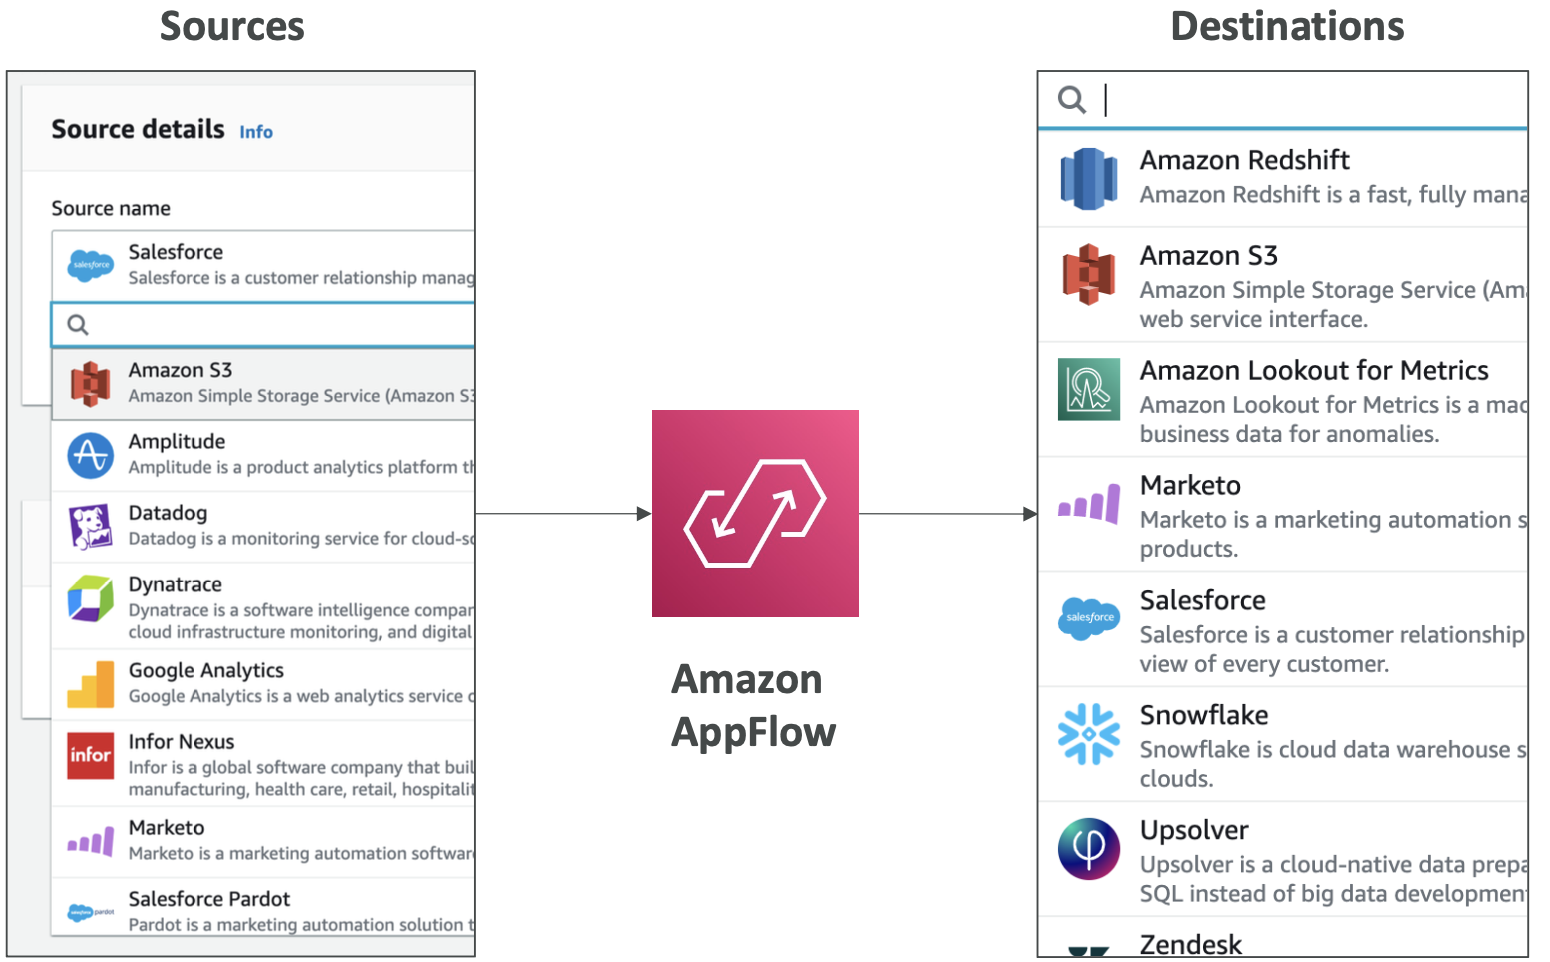 Sources
Destinations
Source details Info
Source name
salesforce
Salesforce
Salesforce is a customer relationship manag
Amazon S3
Amazon Simple Storage Service (Amazon S3
Amplitude
Amplitude is a product analytics platform th
Datadog
Datadog is a monitoring service for cloud-sc
Dynatrace
Dynatrace is a software intelligence compar
cloud infrastructure monitoring, and digital
Google Analytics
Google Analytics is a web analytics service
infor
Infor Nexus
Infor is a global software company that buil
manufacturing, health care, retail, hospitalit
Marketo
Marketo is a marketing automation software
salesforce pardot
Salesforce Pardot
Pardot is a marketing automation solution t
Amazon
AppFlow
Amazon Redshift
Amazon Redshift is a fast, fully mana
Amazon S3
Amazon Simple Storage Service (Ama
web service interface.
Amazon Lookout for Metrics
Amazon Lookout for Metrics is a mac
business data for anomalies.
Marketo
Marketo is a marketing automation s
products.
salesforce
Salesforce
Salesforce is a customer relationship
view of every customer.
Snowflake
Snowflake is cloud data warehouse s
clouds.
Upsolver
Upsolver is a cloud-native data prepa
SQL instead of big data development
Zendesk